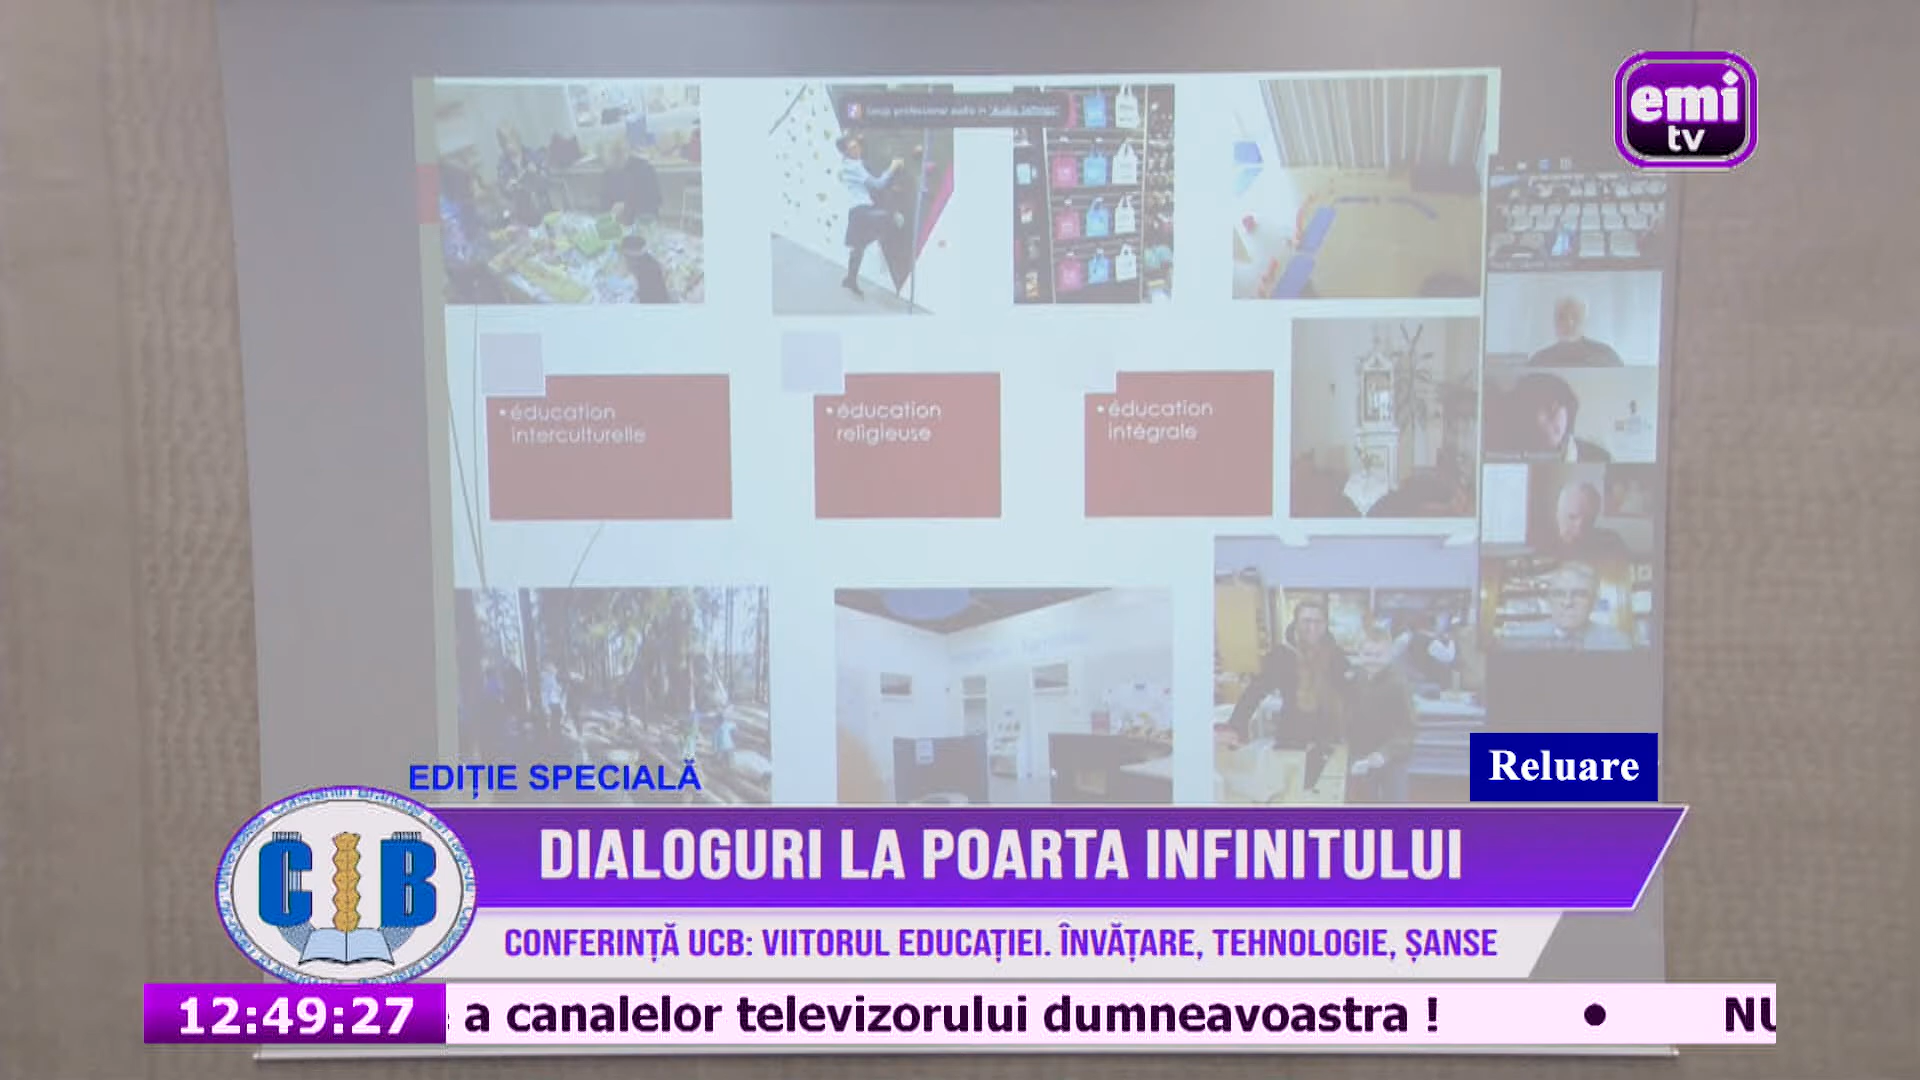 emi
tv
• éducation
interculturelle
• éducation
religieuse
• éducation
intégrale
EDIȚIE SPECIALĂ
Reluare
CIB
DIALOGURI LA POARTA INFINITULUI
CONFERINȚĂ UCB: VIITORUL EDUCAȚIEI. ÎNVĂȚARE, TEHNOLOGIE, ȘANSE
12:49:27
a canalelor televizorului dumneavoastra ! •